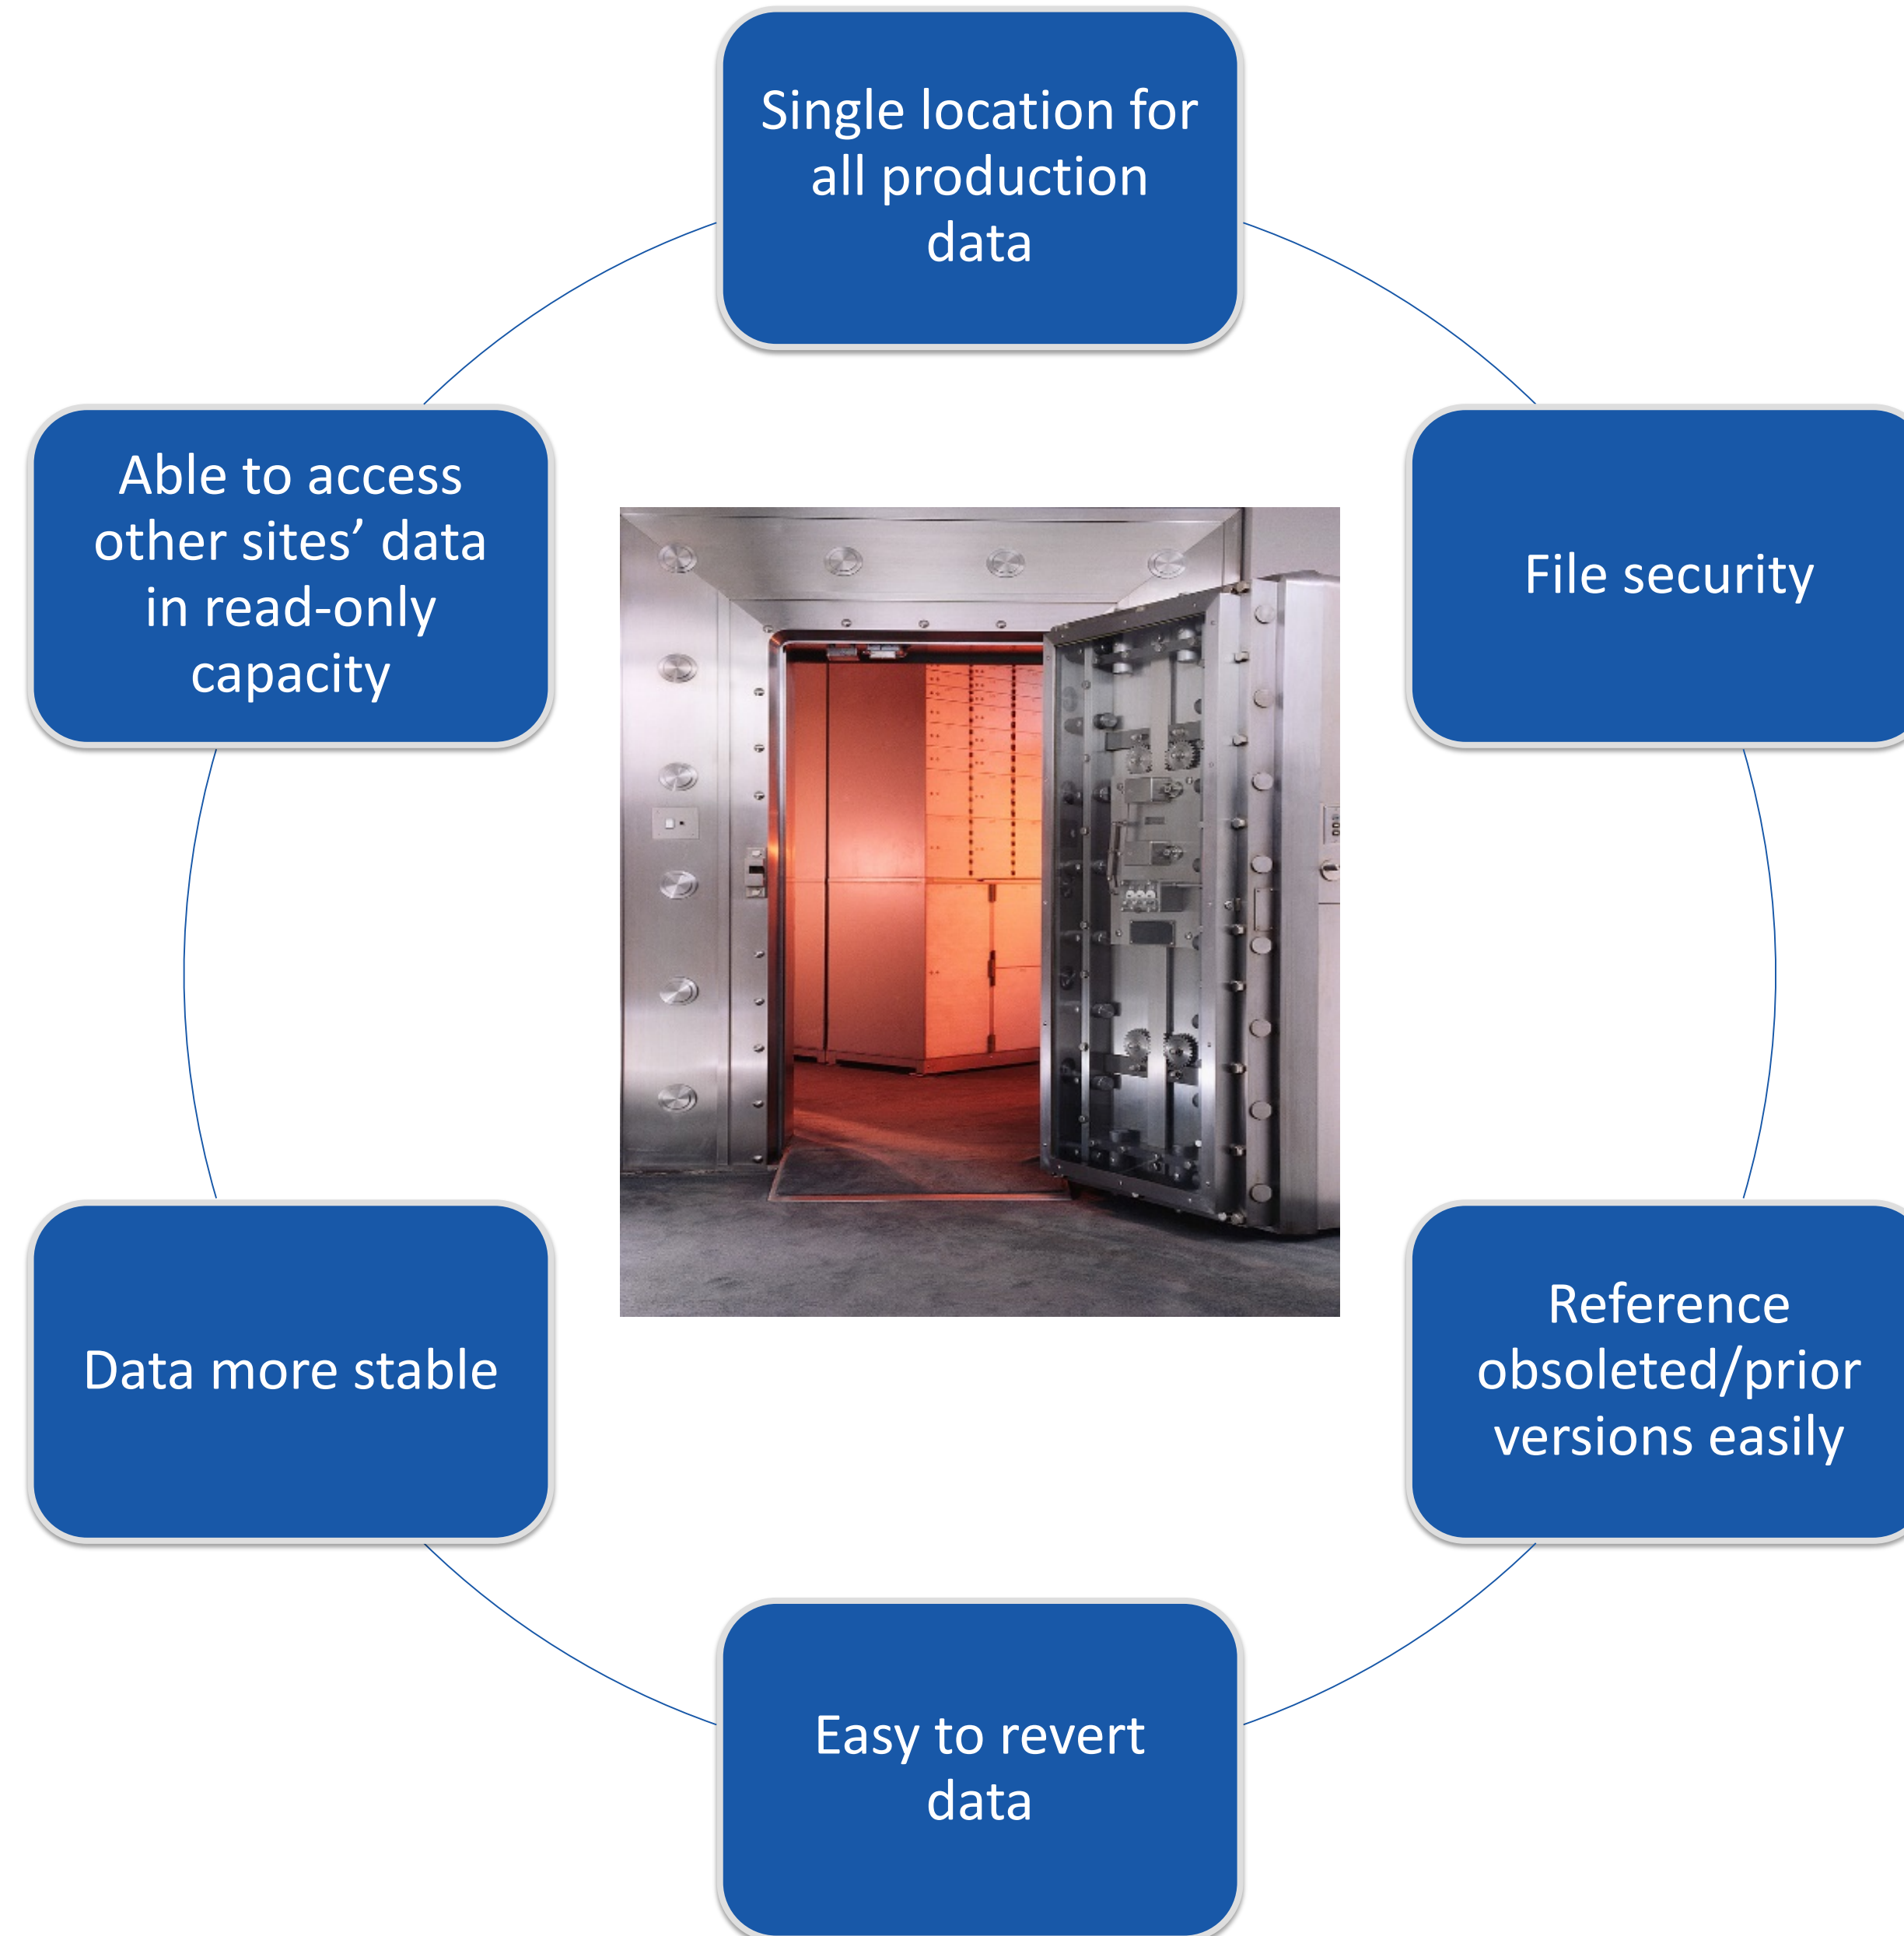 Single location for
all production
data
File security
Reference
obsoleted/prior
versions easily
Easy to revert
data
Data more stable
Able to access
other sites’ data
in read-only
capacity